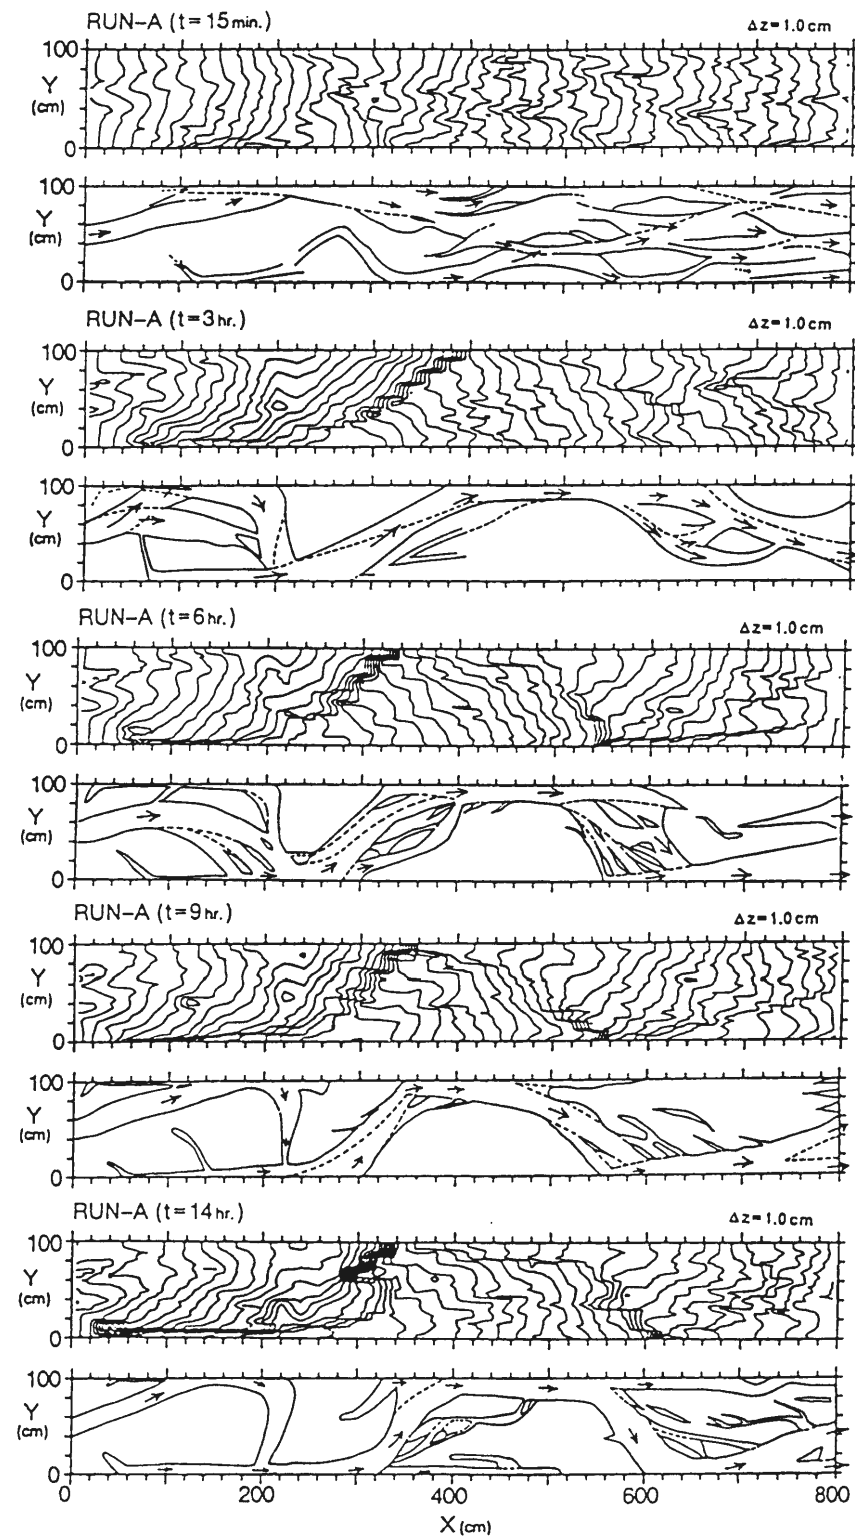 RUN-A (t=15min.) Δz=1.0cm
100
Y
(cm)
0
100
Y
(cm)
0
RUN-A (t=3hr.) Δz=1.0cm
100
Y
(cm)
0
100
Y
(cm)
0
RUN-A (t=6hr.) Δz=1.0cm
100
Y
(cm)
0
100
Y
(cm)
0
RUN-A (t=9hr.) Δz=1.0cm
100
Y
(cm)
0
100
Y
(cm)
0
RUN-A (t=14hr.) Δz=1.0cm
100
Y
(cm)
0
100
Y
(cm)
0
0 200 400 600 800
X (cm)